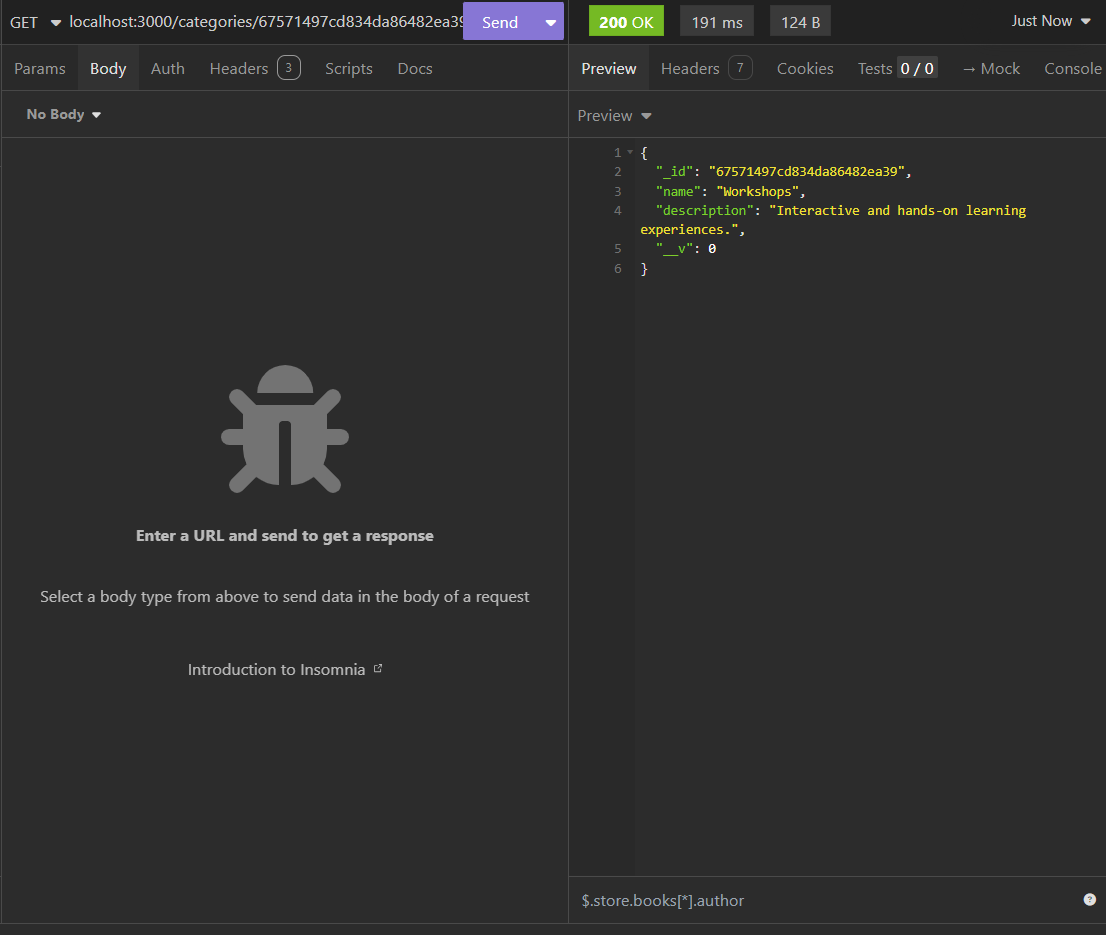 GET localhost:3000/categories/67571497cd834da86482ea39 Send
200 OK 191 ms 124 B Just Now
Params Body Auth Headers 3 Scripts Docs
Preview Headers 7 Cookies Tests 0 / 0 → Mock Console
No Body
Preview
1 {
2 "_id": "67571497cd834da86482ea39",
3 "name": "Workshops",
4 "description": "Interactive and hands-on learning
experiences.",
5 "__v": 0
6 }
Enter a URL and send to get a response
Select a body type from above to send data in the body of a request
Introduction to Insomnia
$.store.books[*].author
?